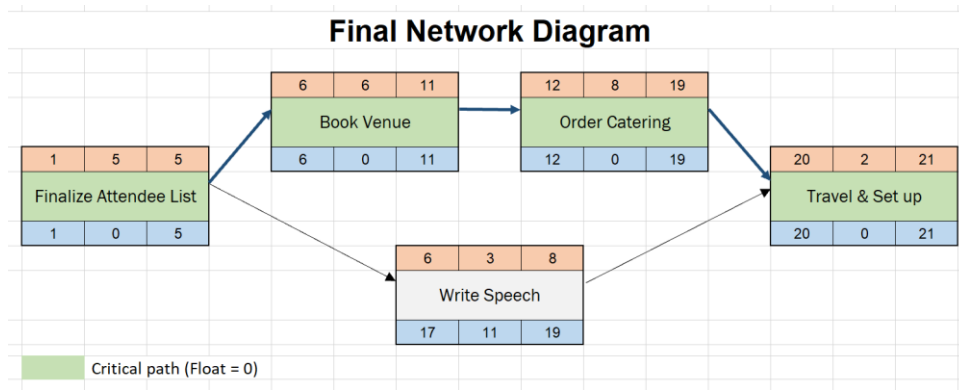 Final Network Diagram
6 6 11
Book Venue
6 0 11
12 8 19
Order Catering
12 0 19
1 5 5
Finalize Attendee List
1 0 5
20 2 21
Travel & Set up
20 0 21
6 3 8
Write Speech
17 11 19
Critical path (Float = 0)